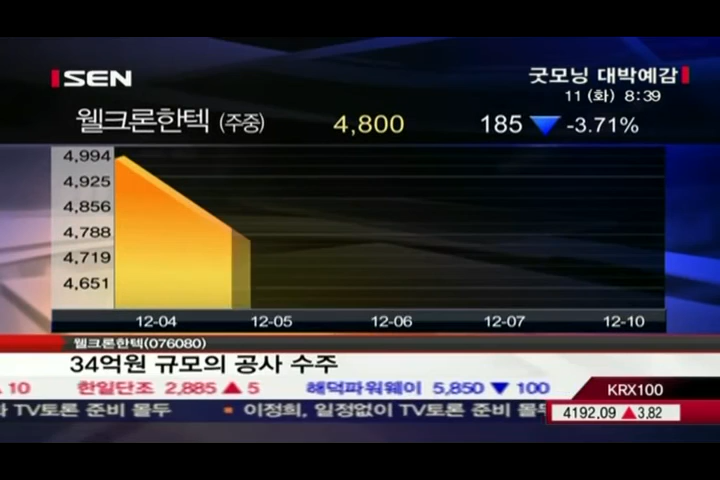 SEN
굿모닝 대박예감
11 (화) 8:39
웰크론한텍 (주중) 4,800 185 ▼ -3.71%
4,994
4,925
4,856
4,788
4,719
4,651
12-04 12-05 12-06 12-07 12-10
웰크론한텍(076080)
34억원 규모의 공사 수주
▲ 10 한일단조 2,885 ▲ 5 해덕파워웨이 5,850 ▼ 100 KRX100
TV토론 준비 몰두 ▪ 이정희, 일정없이 TV토론 준비 몰두 4192.09 ▲3.82